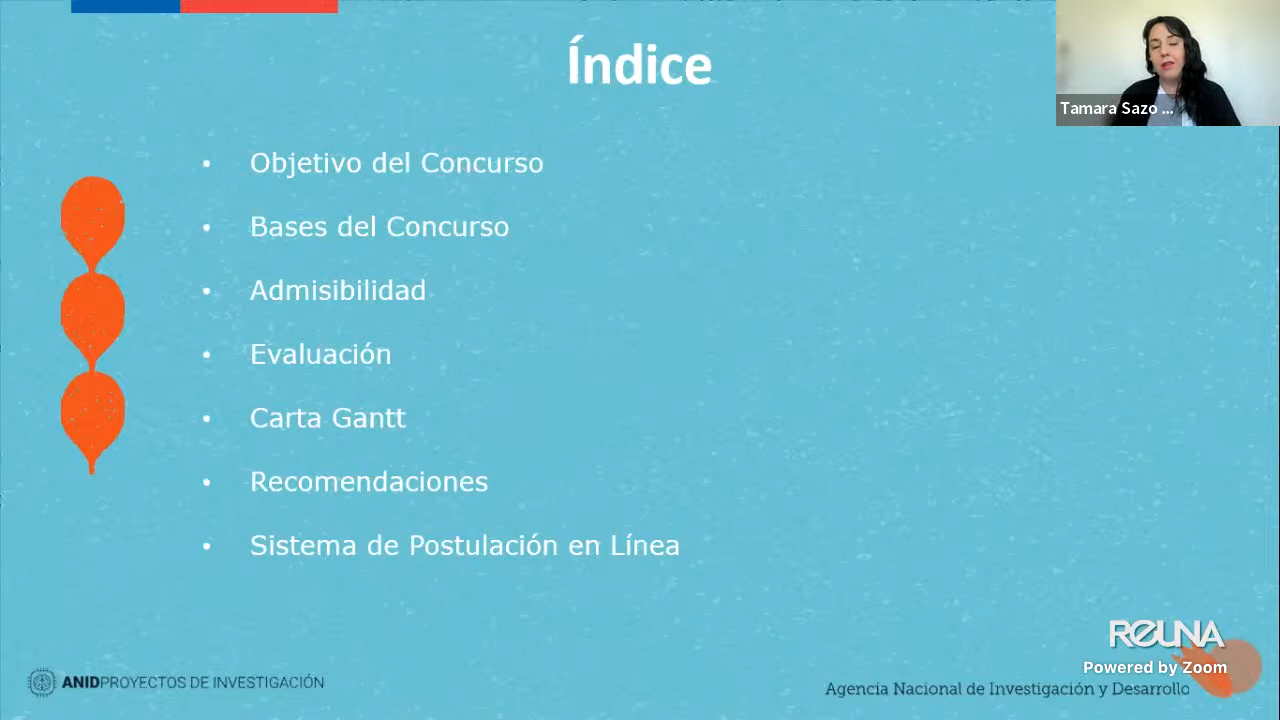 Índice
Tamara Sazo ...
• Objetivo del Concurso
• Bases del Concurso
• Admisibilidad
• Evaluación
• Carta Gantt
• Recomendaciones
• Sistema de Postulación en Línea
REUNA
Powered by Zoom
ANIDPROYECTOS DE INVESTIGACIÓN
Agencia Nacional de Investigación y Desarrollo